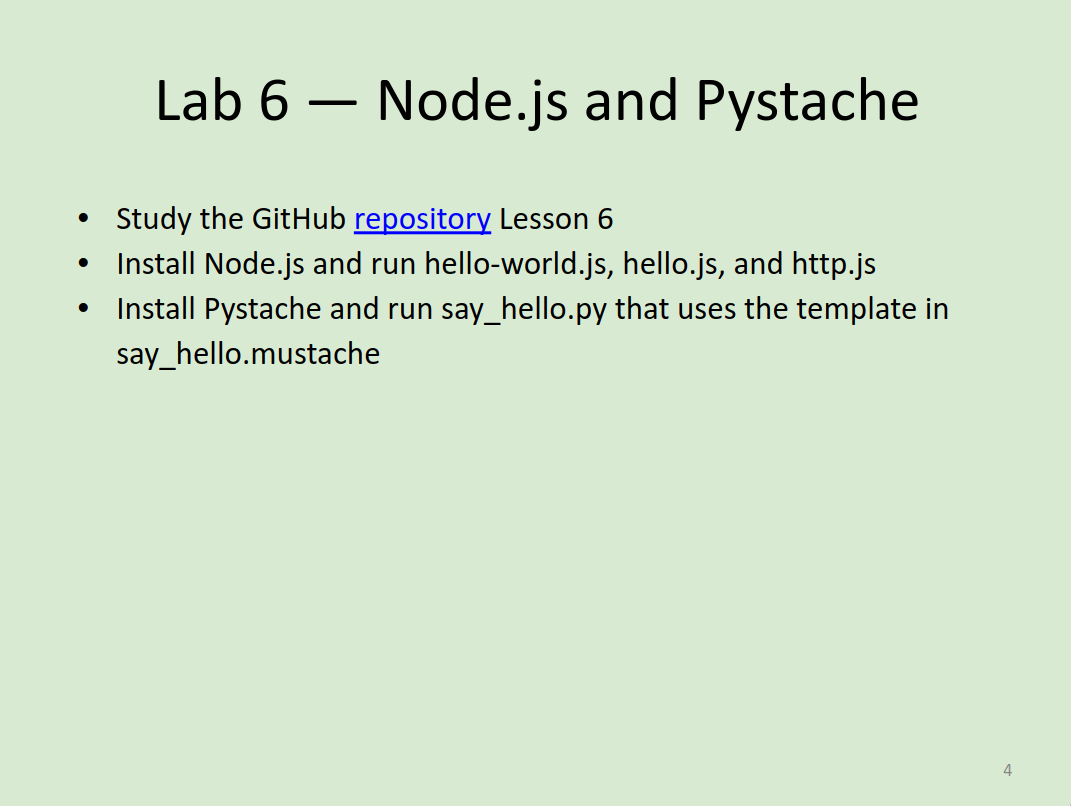 Lab 6 — Node.js and Pystache
• Study the GitHub repository Lesson 6
• Install Node.js and run hello-world.js, hello.js, and http.js
• Install Pystache and run say_hello.py that uses the template in
say_hello.mustache
4